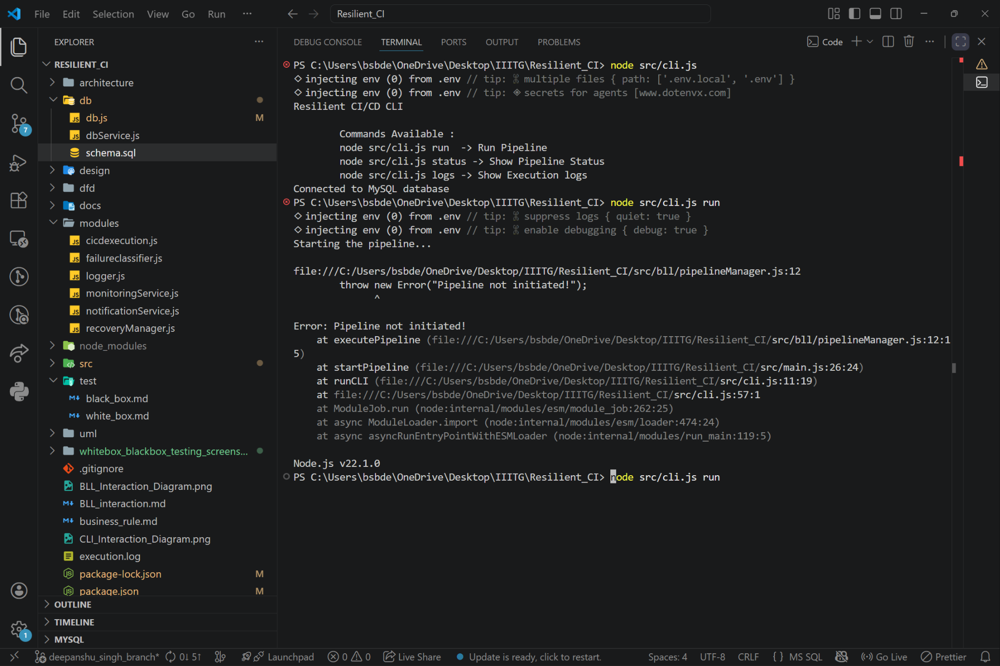 File Edit Selection View Go Run ···
Resilient_CI
EXPLORER
RESILIENT_CI
architecture
db
db.js M
dbService.js
schema.sql
design
dfd
docs
modules
cicdexecution.js
failureclassifier.js
logger.js
monitoringService.js
notificationService.js
recoveryManager.js
node_modules
src
test
black_box.md
white_box.md
uml
whitebox_blackbox_testing_screens...
.gitignore
BLL_Interaction_Diagram.png
BLL_interaction.md
business_rule.md
CLI_Interaction_Diagram.png
execution.log
package-lock.json M
package.json M
OUTLINE
TIMELINE
MYSQL
7
1
DEBUG CONSOLE TERMINAL PORTS OUTPUT PROBLEMS
Code
PS C:\Users\bsbde\OneDrive\Desktop\IIITG\Resilient_CI> node src/cli.js
◇ injecting env (0) from .env // tip: ⌘ multiple files { path: ['.env.local', '.env'] }
◇ injecting env (0) from .env // tip: ◈ secrets for agents [www.dotenvx.com]
Resilient CI/CD CLI
Commands Available :
node src/cli.js run  -> Run Pipeline
node src/cli.js status -> Show Pipeline Status
node src/cli.js logs -> Show Execution logs
Connected to MySQL database
PS C:\Users\bsbde\OneDrive\Desktop\IIITG\Resilient_CI> node src/cli.js run
◇ injecting env (0) from .env // tip: ⌘ suppress logs { quiet: true }
◇ injecting env (0) from .env // tip: ⌘ enable debugging { debug: true }
Starting the pipeline...
file:///C:/Users/bsbde/OneDrive/Desktop/IIITG/Resilient_CI/src/bll/pipelineManager.js:12
throw new Error("Pipeline not initiated!");
^
Error: Pipeline not initiated!
at executePipeline (file:///C:/Users/bsbde/OneDrive/Desktop/IIITG/Resilient_CI/src/bll/pipelineManager.js:12:1
5)
at startPipeline (file:///C:/Users/bsbde/OneDrive/Desktop/IIITG/Resilient_CI/src/main.js:26:24)
at runCLI (file:///C:/Users/bsbde/OneDrive/Desktop/IIITG/Resilient_CI/src/cli.js:11:19)
at file:///C:/Users/bsbde/OneDrive/Desktop/IIITG/Resilient_CI/src/cli.js:57:1
at ModuleJob.run (node:internal/modules/esm/module_job:262:25)
at async ModuleLoader.import (node:internal/modules/esm/loader:474:24)
at async asyncRunEntryPointWithESMLoader (node:internal/modules/run_main:119:5)
Node.js v22.1.0
PS C:\Users\bsbde\OneDrive\Desktop\IIITG\Resilient_CI> node src/cli.js run
deepanshu_singh_branch* 0↓ 5↑ Launchpad 0 0 Live Share Update is ready, click to restart. Spaces: 4 UTF-8 CRLF { } MS SQL Go Live Prettier